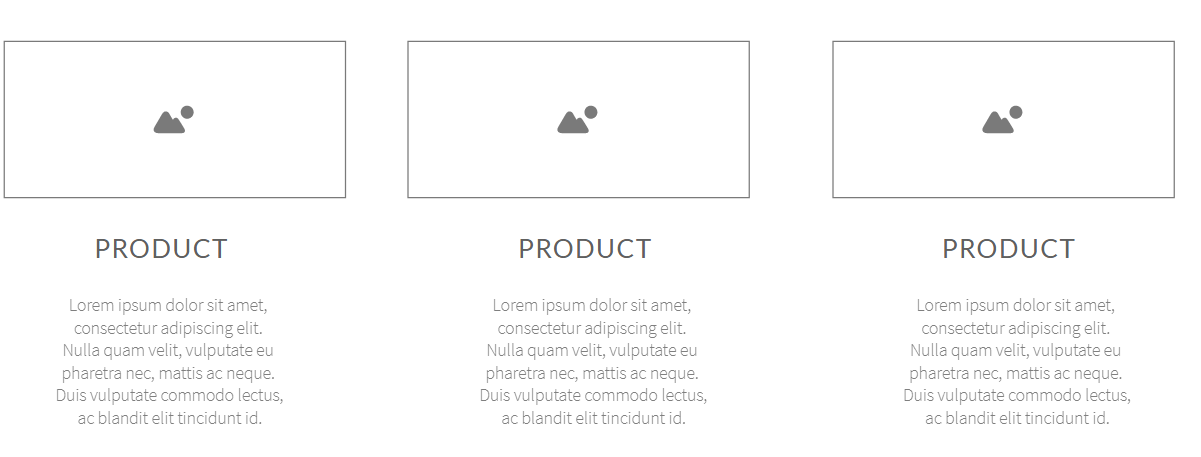 PRODUCT
Lorem ipsum dolor sit amet,
consectetur adipiscing elit.
Nulla quam velit, vulputate eu
pharetra nec, mattis ac neque.
Duis vulputate commodo lectus,
ac blandit elit tincidunt id.
PRODUCT
Lorem ipsum dolor sit amet,
consectetur adipiscing elit.
Nulla quam velit, vulputate eu
pharetra nec, mattis ac neque.
Duis vulputate commodo lectus,
ac blandit elit tincidunt id.
PRODUCT
Lorem ipsum dolor sit amet,
consectetur adipiscing elit.
Nulla quam velit, vulputate eu
pharetra nec, mattis ac neque.
Duis vulputate commodo lectus,
ac blandit elit tincidunt id.